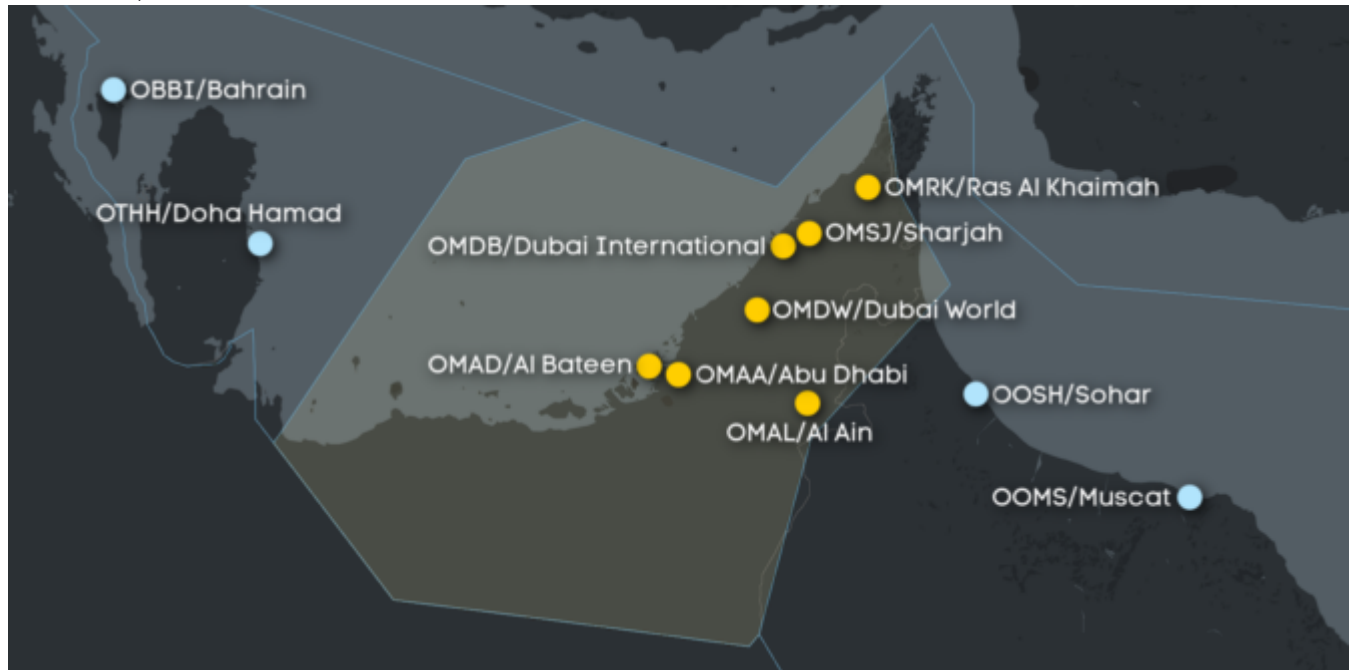 OBBI/Bahrain
OMRK/Ras Al Khaimah
OTHH/Doha Hamad
OMSJ/Sharjah
OMDB/Dubai International
OMDW/Dubai World
OMAD/Al Bateen
OMAA/Abu Dhabi
OOSH/Sohar
OMAL/Al Ain
OOMS/Muscat